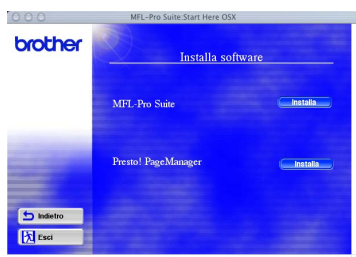 MFL-Pro Suite:Start Here OSX
brother
Installa software
MFL-Pro Suite
Installa
Presto! PageManager
Installa
Indietro
Esci